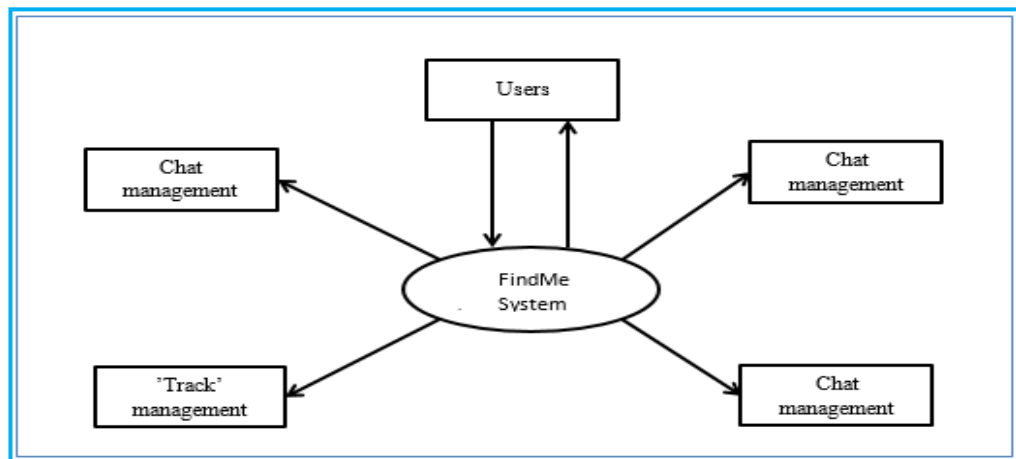 Users
Chat
management
Chat
management
FindMe
System
’Track’
management
Chat
management